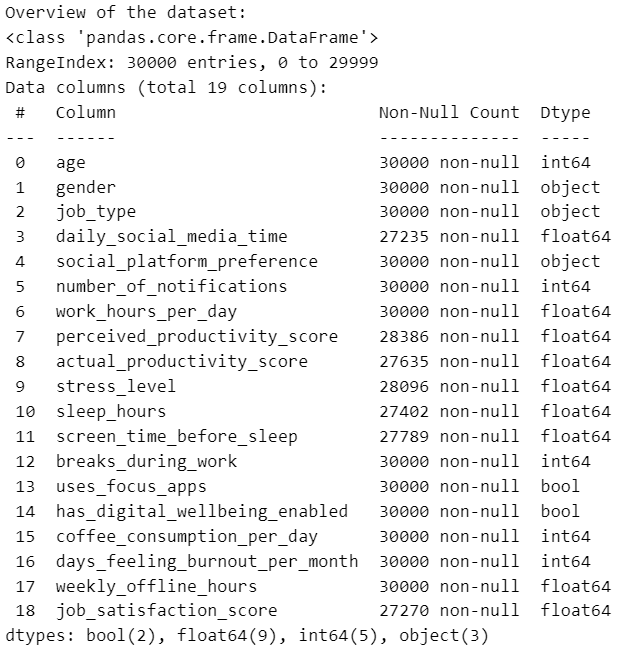 Overview of the dataset:
<class 'pandas.core.frame.DataFrame'>
RangeIndex: 30000 entries, 0 to 29999
Data columns (total 19 columns):
 #   Column                        Non-Null Count  Dtype
---  ------                        --------------  -----
 0   age                           30000 non-null  int64
 1   gender                        30000 non-null  object
 2   job_type                      30000 non-null  object
 3   daily_social_media_time       27235 non-null  float64
 4   social_platform_preference    30000 non-null  object
 5   number_of_notifications       30000 non-null  int64
 6   work_hours_per_day            30000 non-null  float64
 7   perceived_productivity_score  28386 non-null  float64
 8   actual_productivity_score     27635 non-null  float64
 9   stress_level                  28096 non-null  float64
 10  sleep_hours                   27402 non-null  float64
 11  screen_time_before_sleep      27789 non-null  float64
 12  breaks_during_work            30000 non-null  int64
 13  uses_focus_apps               30000 non-null  bool
 14  has_digital_wellbeing_enabled  30000 non-null  bool
 15  coffee_consumption_per_day    30000 non-null  int64
 16  days_feeling_burnout_per_month  30000 non-null  int64
 17  weekly_offline_hours          30000 non-null  float64
 18  job_satisfaction_score        27270 non-null  float64
dtypes: bool(2), float64(9), int64(5), object(3)